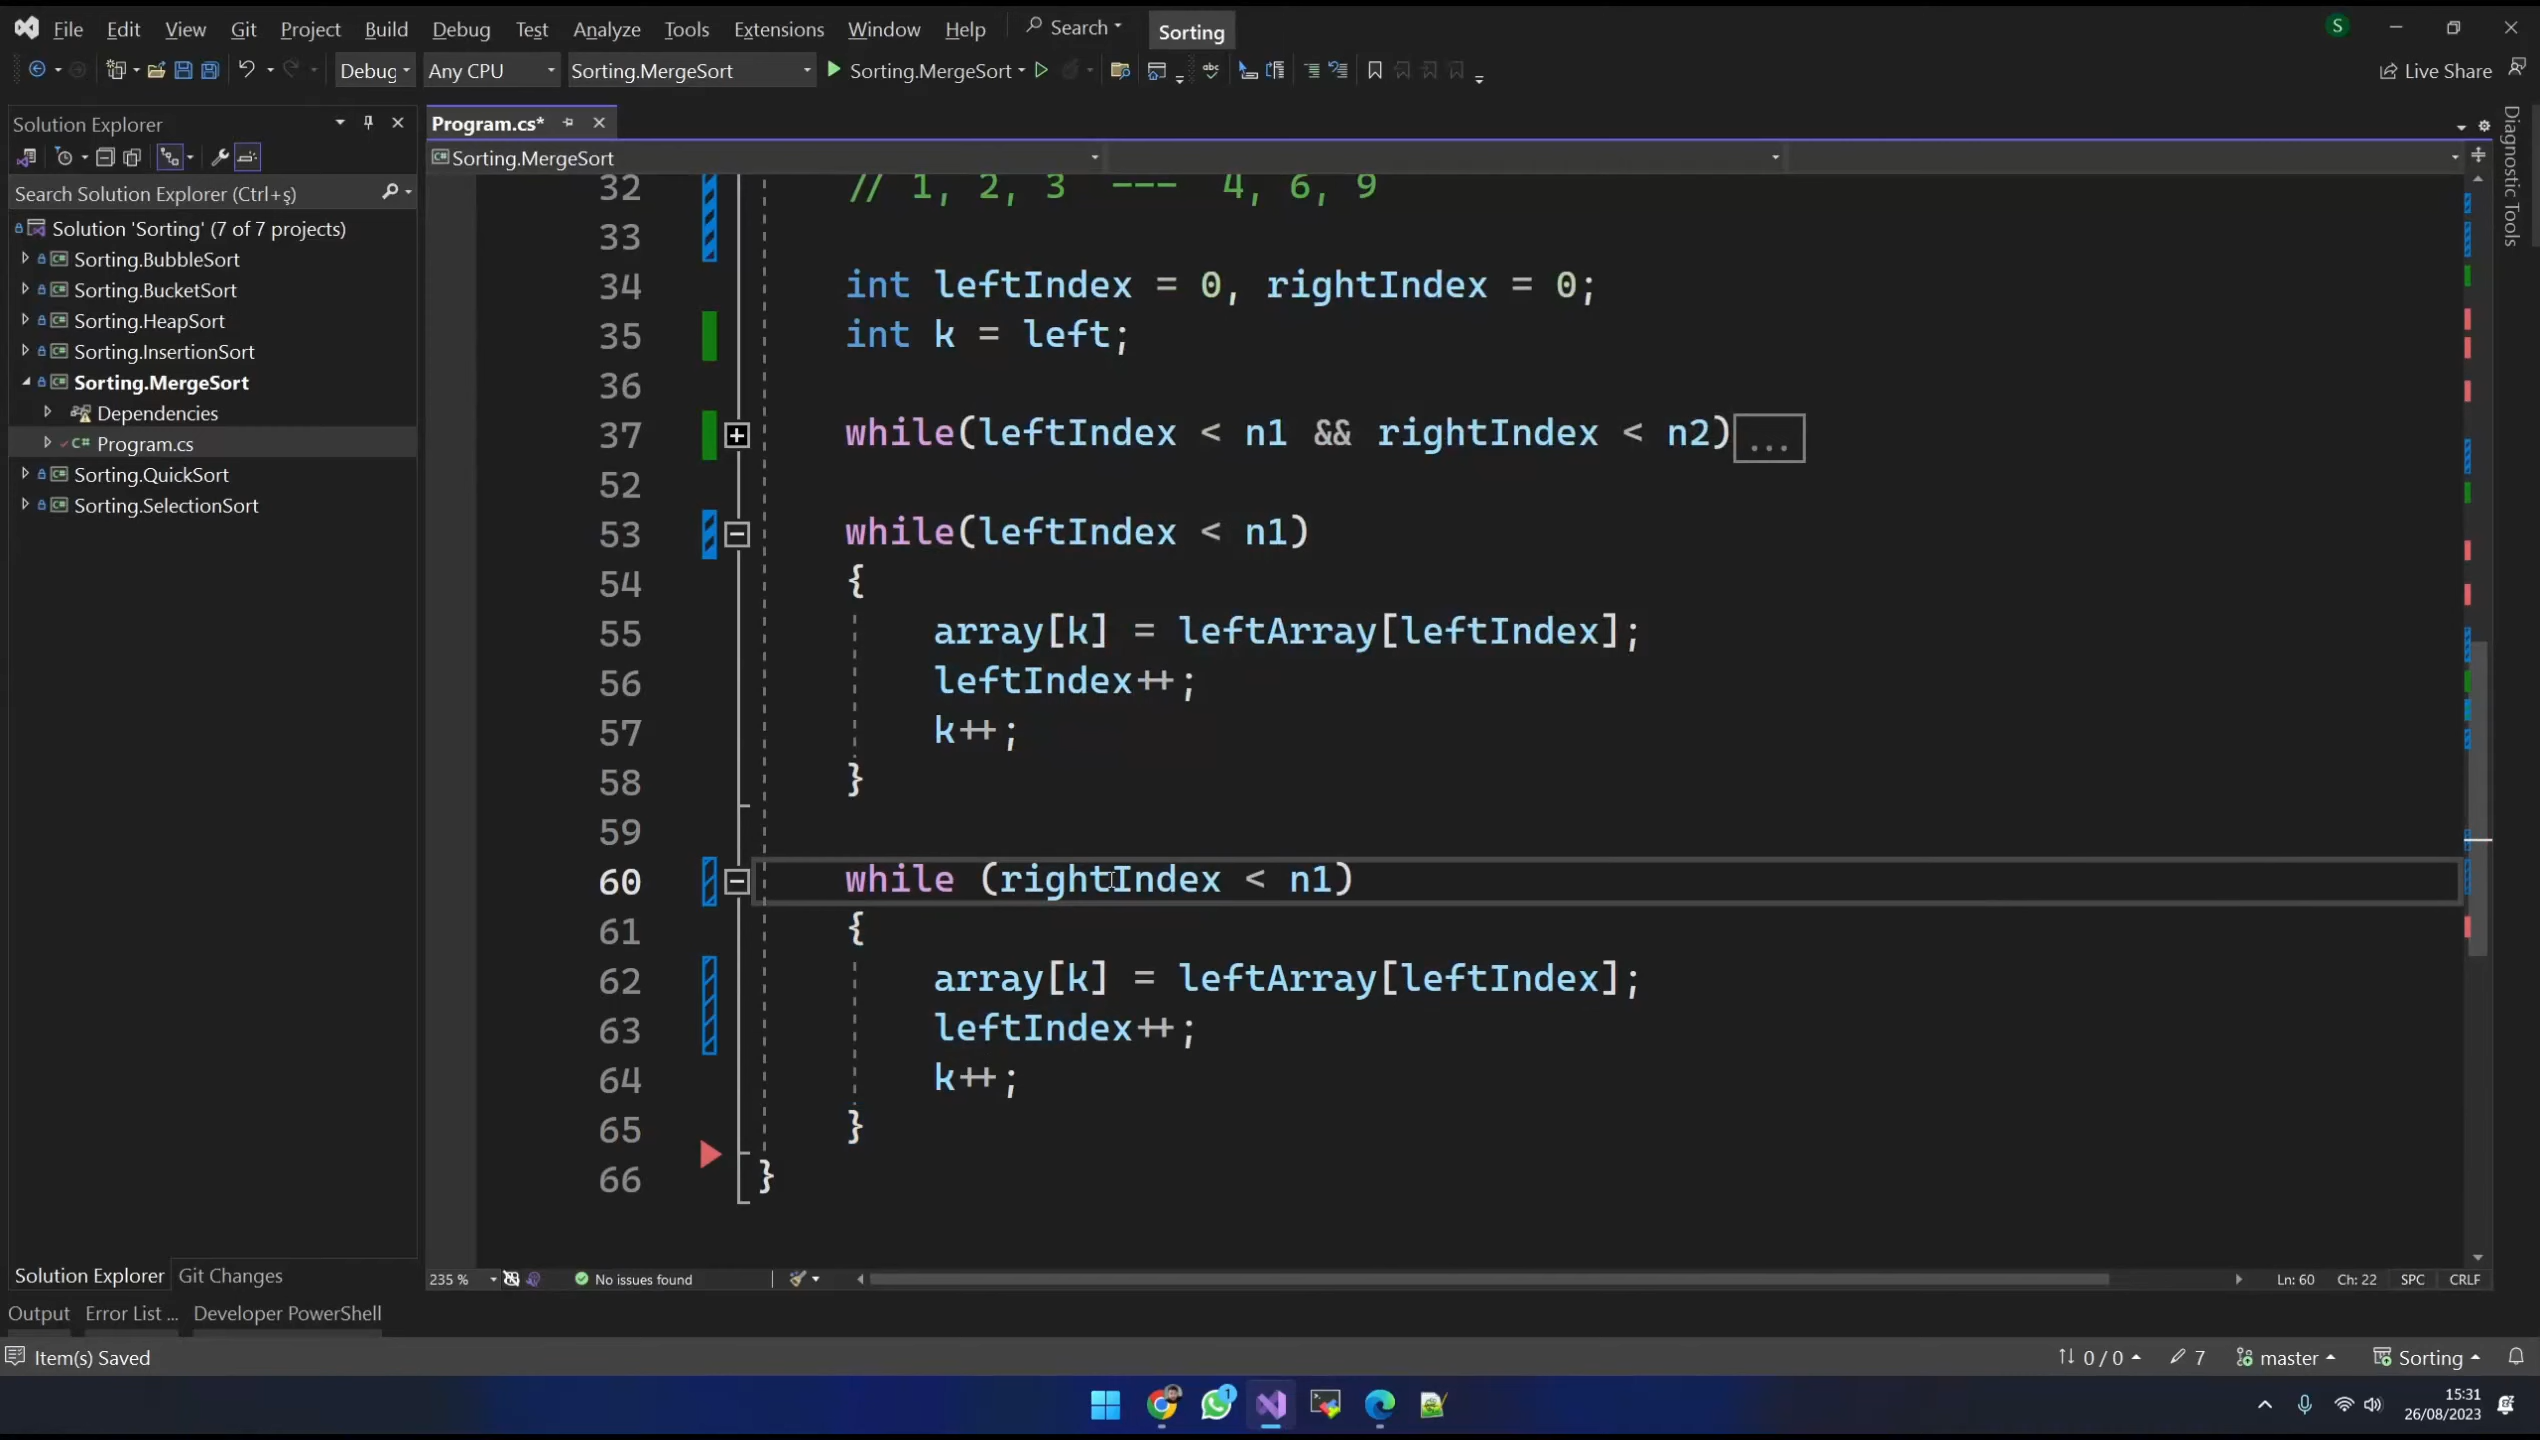 File Edit View Git Project Build Debug Test Tools Analyze Extensions Window Help Search Sorting S
Debug Any CPU Sorting.MergeSort Sorting.MergeSort Live Share
Solution Explorer
Program.cs*
Diagnostic Tools
Sorting.MergeSort
Search Solution Explorer (Ctrl+ş)
Solution 'Sorting' (7 of 7 projects)
Sorting.BubbleSort
Sorting.BucketSort
Sorting.HeapSort
Sorting.InsertionSort
Sorting.MergeSort
Dependencies
C# Program.cs
Sorting.QuickSort
Sorting.SelectionSort
32 // 1, 2, 3 --- 4, 6, 9
33
34 int leftIndex = 0, rightIndex = 0;
35 int k = left;
36
37 while(leftIndex < n1 && rightIndex < n2)...
52
53 while(leftIndex < n1)
54 {
55 array[k] = leftArray[leftIndex];
56 leftIndex++;
57 k++;
58 }
59
60 while (rightIndex < n1)
61 {
62 array[k] = leftArray[leftIndex];
63 leftIndex++;
64 k++;
65 }
66 }
Solution Explorer Git Changes
235 % No issues found Ln: 60 Ch: 22 SPC CRLF
Output Error List ... Developer PowerShell
Item(s) Saved 0 / 0 7 master Sorting
1
15:31
26/08/2023